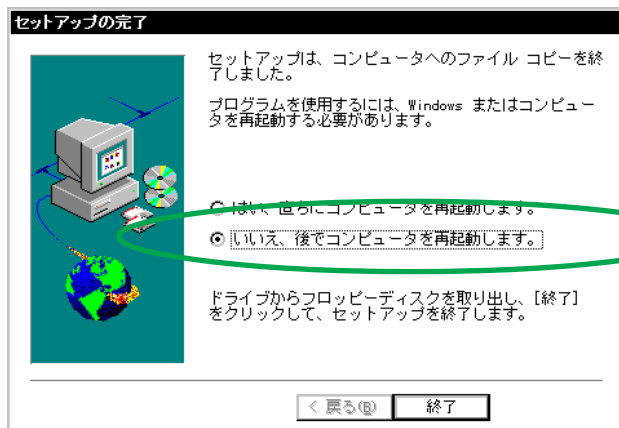 セットアップの完了
セットアップは、コンピュータへのファイル コピーを終
了しました。
プログラムを使用するには、Windows またはコンピュー
タを再起動する必要があります。
はい、直ちにコンピュータを再起動します。
いいえ、後でコンピュータを再起動します。
ドライブからフロッピーディスクを取り出し、[終了]
をクリックして、セットアップを終了します。
< 戻る(B)
終了